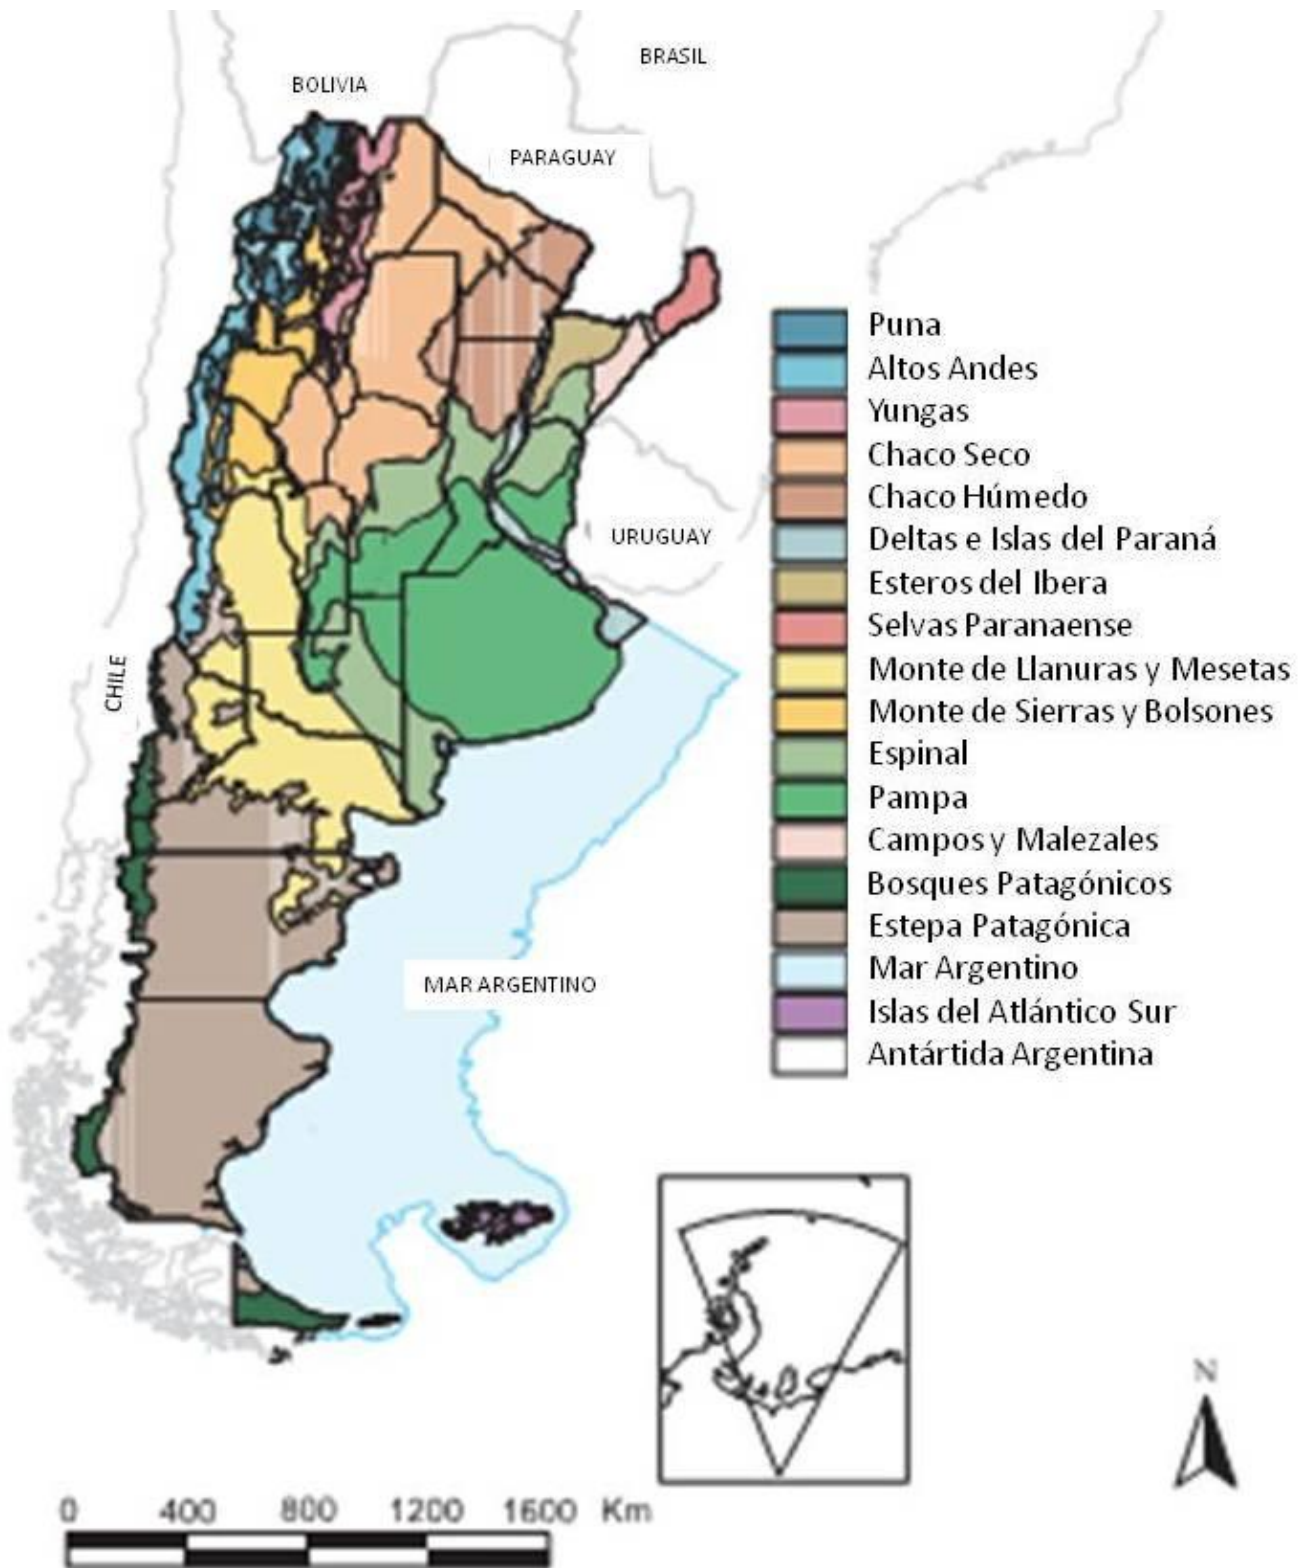 BRASIL
BOLIVIA
PARAGUAY
URUGUAY
CHILE
MAR ARGENTINO
Puna
Altos Andes
Yungas
Chaco Seco
Chaco Húmedo
Deltas e Islas del Paraná
Esteros del Ibera
Selvas Paranaense
Monte de Llanuras y Mesetas
Monte de Sierras y Bolsones
Espinal
Pampa
Campos y Malezales
Bosques Patagónicos
Estepa Patagónica
Mar Argentino
Islas del Atlántico Sur
Antártida Argentina
N
0 400 800 1200 1600 Km